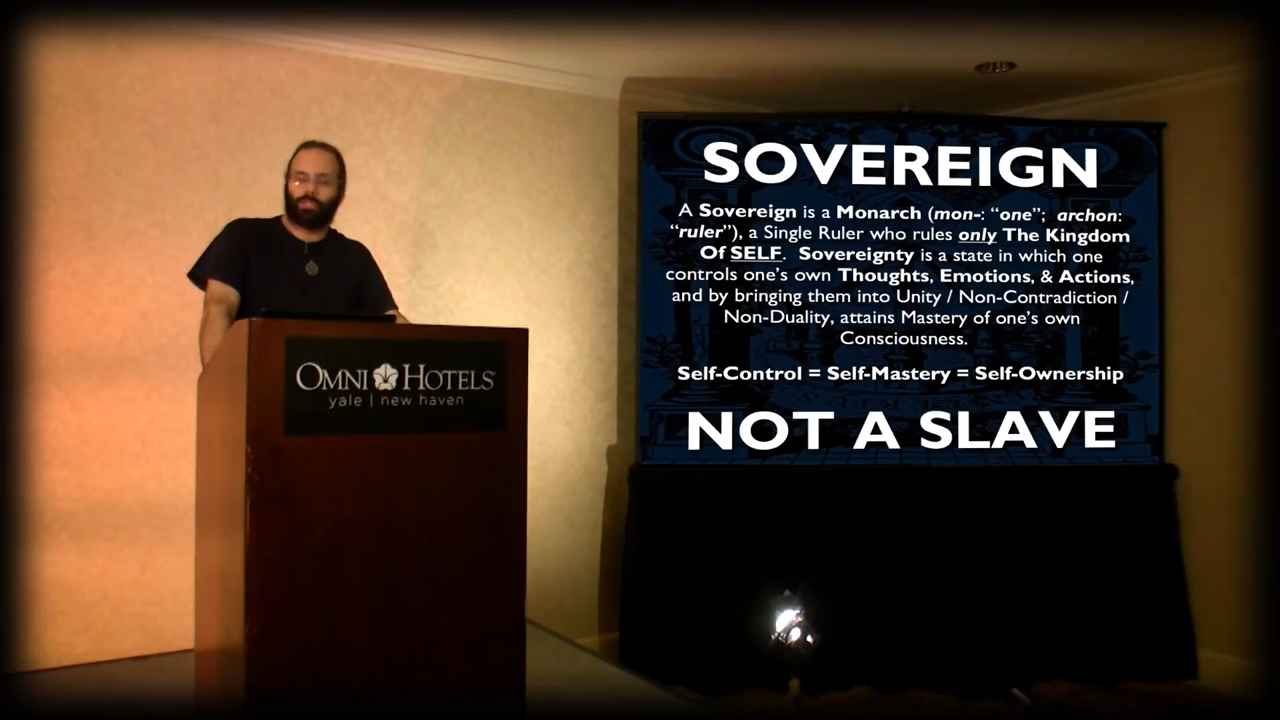 OMNI HOTELS
yale | new haven
SOVEREIGN
A Sovereign is a Monarch (mon-: “one”; archon:
“ruler”), a Single Ruler who rules only The Kingdom
Of SELF. Sovereignty is a state in which one
controls one’s own Thoughts, Emotions, & Actions,
and by bringing them into Unity / Non-Contradiction /
Non-Duality, attains Mastery of one’s own
Consciousness.
Self-Control = Self-Mastery = Self-Ownership
NOT A SLAVE